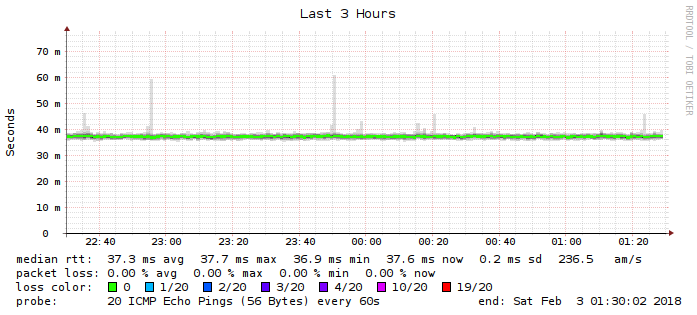 Last 3 Hours
RRDTOOL / TOBI OETIKER
Seconds
70 m
60 m
50 m
40 m
30 m
20 m
10 m
0
22:40 23:00 23:20 23:40 00:00 00:20 00:40 01:00 01:20
median rtt: 37.3 ms avg 37.7 ms max 36.9 ms min 37.6 ms now 0.2 ms sd 236.5 am/s
packet loss: 0.00 % avg 0.00 % max 0.00 % min 0.00 % now
loss color: 0 1/20 2/20 3/20 4/20 10/20 19/20
probe: 20 ICMP Echo Pings (56 Bytes) every 60s end: Sat Feb 3 01:30:02 2018